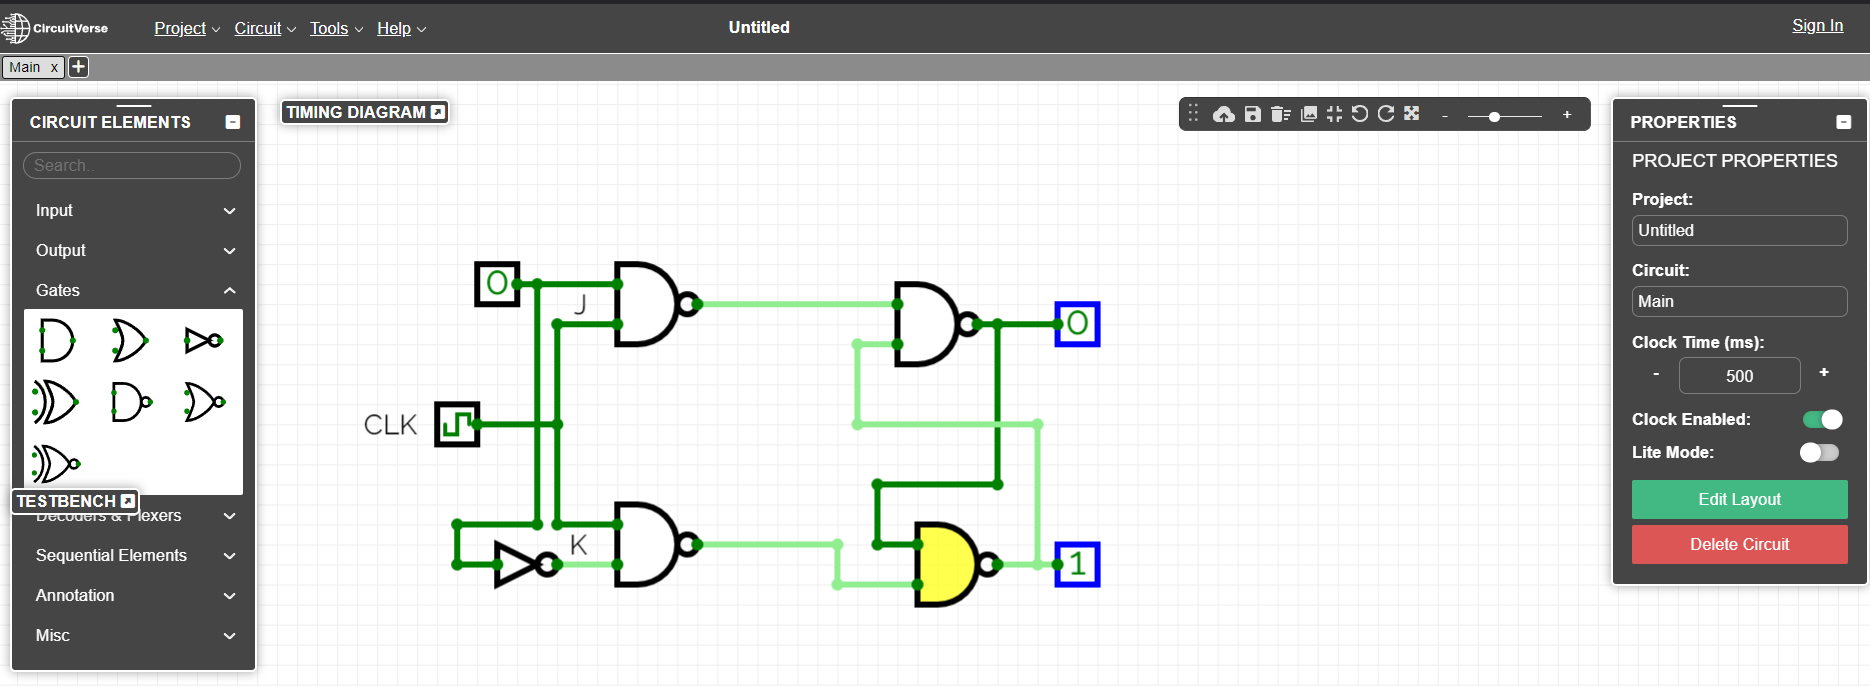 CircuitVerse
Project Circuit Tools Help
Untitled
Sign In
Main x +
CIRCUIT ELEMENTS
Search..
Input
Output
Gates
TESTBENCH
Decoders & Plexers
Sequential Elements
Annotation
Misc
TIMING DIAGRAM
0
J
CLK
K
0
1
- +
PROPERTIES
PROJECT PROPERTIES
Project:
Untitled
Circuit:
Main
Clock Time (ms):
- 500 +
Clock Enabled:
Lite Mode:
Edit Layout
Delete Circuit